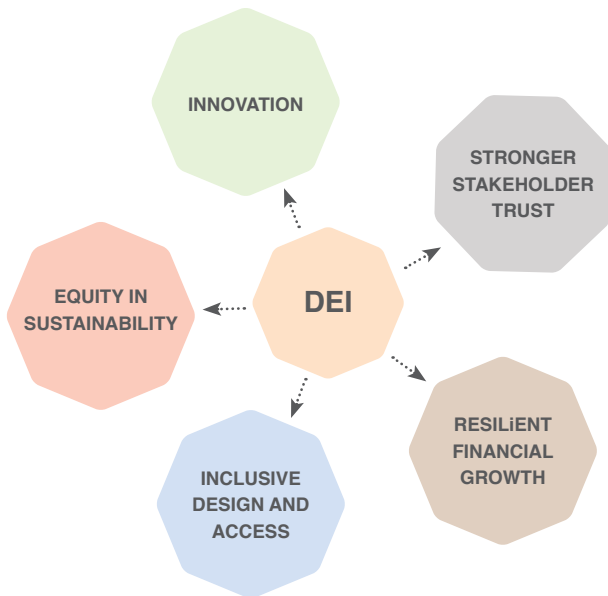 INNOVATION
STRONGER
STAKEHOLDER
TRUST
EQUITY IN
SUSTAINABILITY
DEI
RESILiENT
FINANCIAL
GROWTH
INCLUSIVE
DESIGN AND
ACCESS